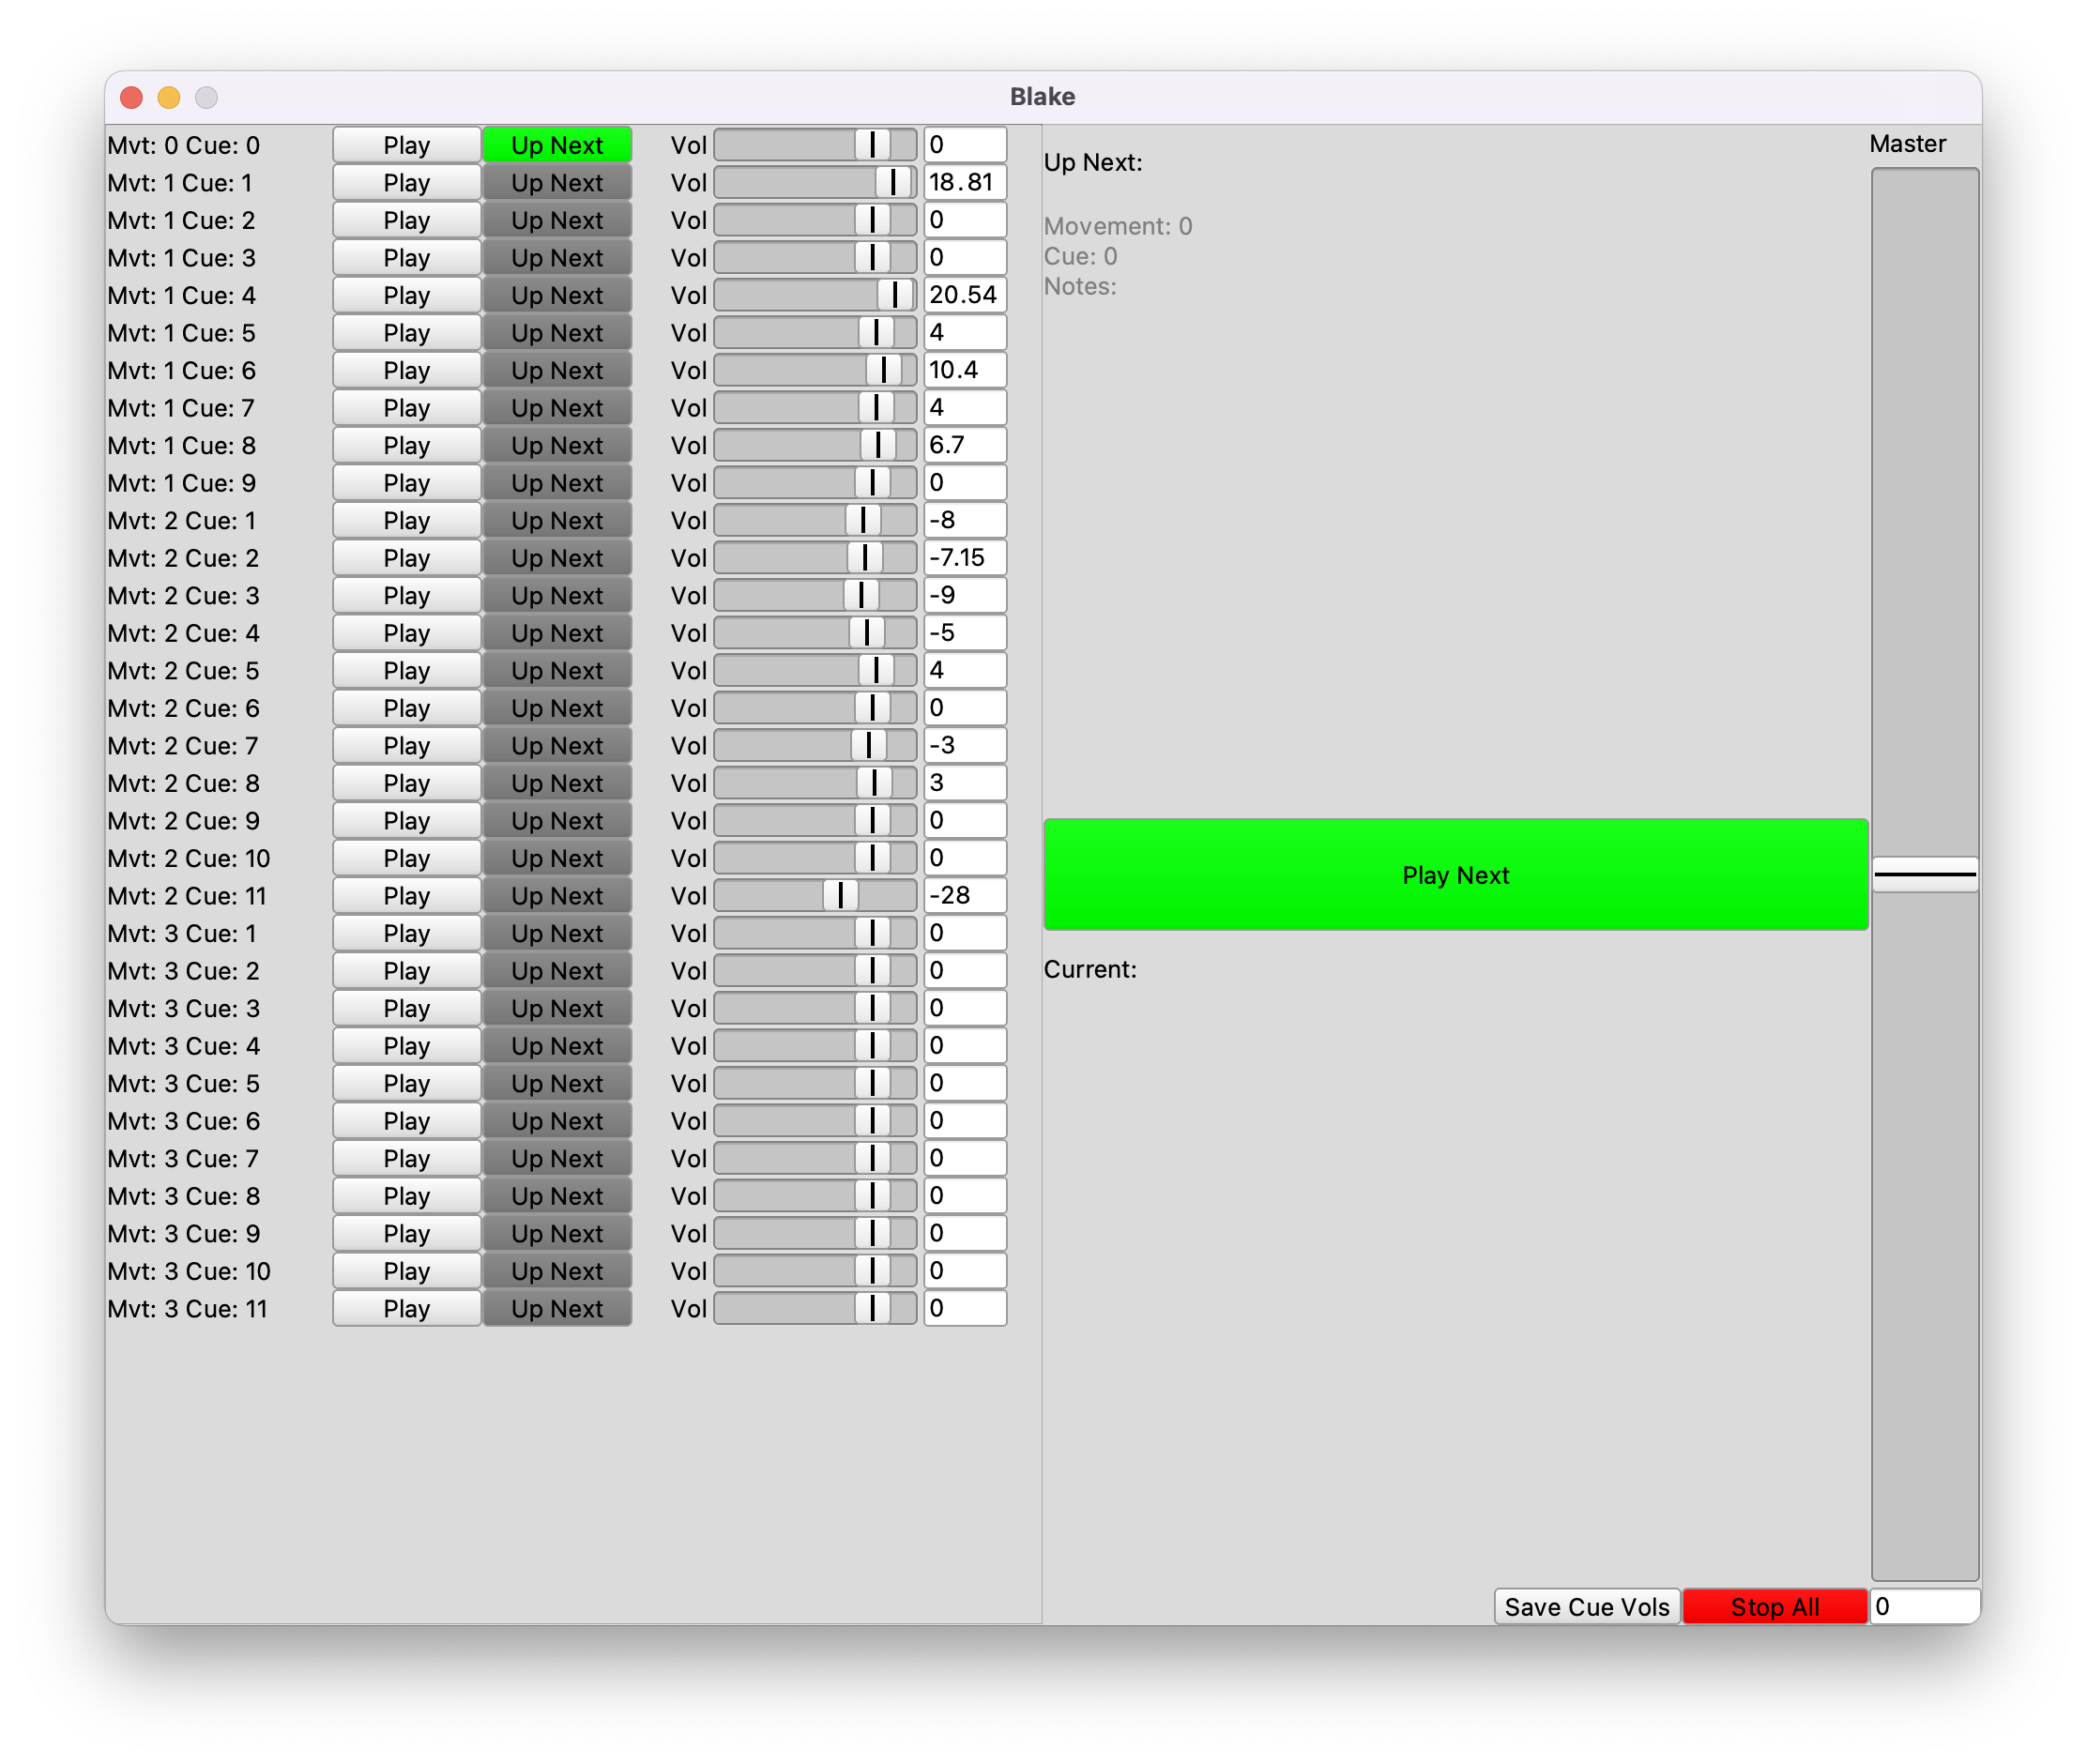 Blake
Mvt: 0 Cue: 0 Play Up Next Vol 0
Mvt: 1 Cue: 1 Play Up Next Vol 18.81
Mvt: 1 Cue: 2 Play Up Next Vol 0
Mvt: 1 Cue: 3 Play Up Next Vol 0
Mvt: 1 Cue: 4 Play Up Next Vol 20.54
Mvt: 1 Cue: 5 Play Up Next Vol 4
Mvt: 1 Cue: 6 Play Up Next Vol 10.4
Mvt: 1 Cue: 7 Play Up Next Vol 4
Mvt: 1 Cue: 8 Play Up Next Vol 6.7
Mvt: 1 Cue: 9 Play Up Next Vol 0
Mvt: 2 Cue: 1 Play Up Next Vol -8
Mvt: 2 Cue: 2 Play Up Next Vol -7.15
Mvt: 2 Cue: 3 Play Up Next Vol -9
Mvt: 2 Cue: 4 Play Up Next Vol -5
Mvt: 2 Cue: 5 Play Up Next Vol 4
Mvt: 2 Cue: 6 Play Up Next Vol 0
Mvt: 2 Cue: 7 Play Up Next Vol -3
Mvt: 2 Cue: 8 Play Up Next Vol 3
Mvt: 2 Cue: 9 Play Up Next Vol 0
Mvt: 2 Cue: 10 Play Up Next Vol 0
Mvt: 2 Cue: 11 Play Up Next Vol -28
Mvt: 3 Cue: 1 Play Up Next Vol 0
Mvt: 3 Cue: 2 Play Up Next Vol 0
Mvt: 3 Cue: 3 Play Up Next Vol 0
Mvt: 3 Cue: 4 Play Up Next Vol 0
Mvt: 3 Cue: 5 Play Up Next Vol 0
Mvt: 3 Cue: 6 Play Up Next Vol 0
Mvt: 3 Cue: 7 Play Up Next Vol 0
Mvt: 3 Cue: 8 Play Up Next Vol 0
Mvt: 3 Cue: 9 Play Up Next Vol 0
Mvt: 3 Cue: 10 Play Up Next Vol 0
Mvt: 3 Cue: 11 Play Up Next Vol 0
Up Next:
Movement: 0
Cue: 0
Notes:
Play Next
Current:
Save Cue Vols Stop All
Master
0